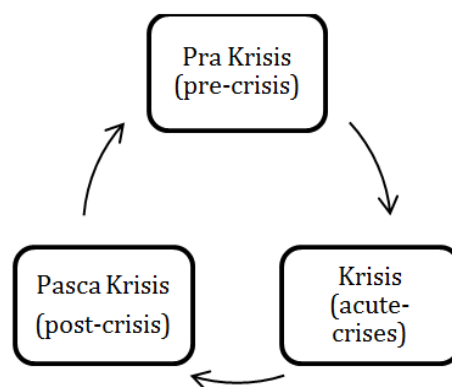 Pra Krisis
(pre-crisis)
Pasca Krisis
(post-crisis)
Krisis
(acute-
crises)